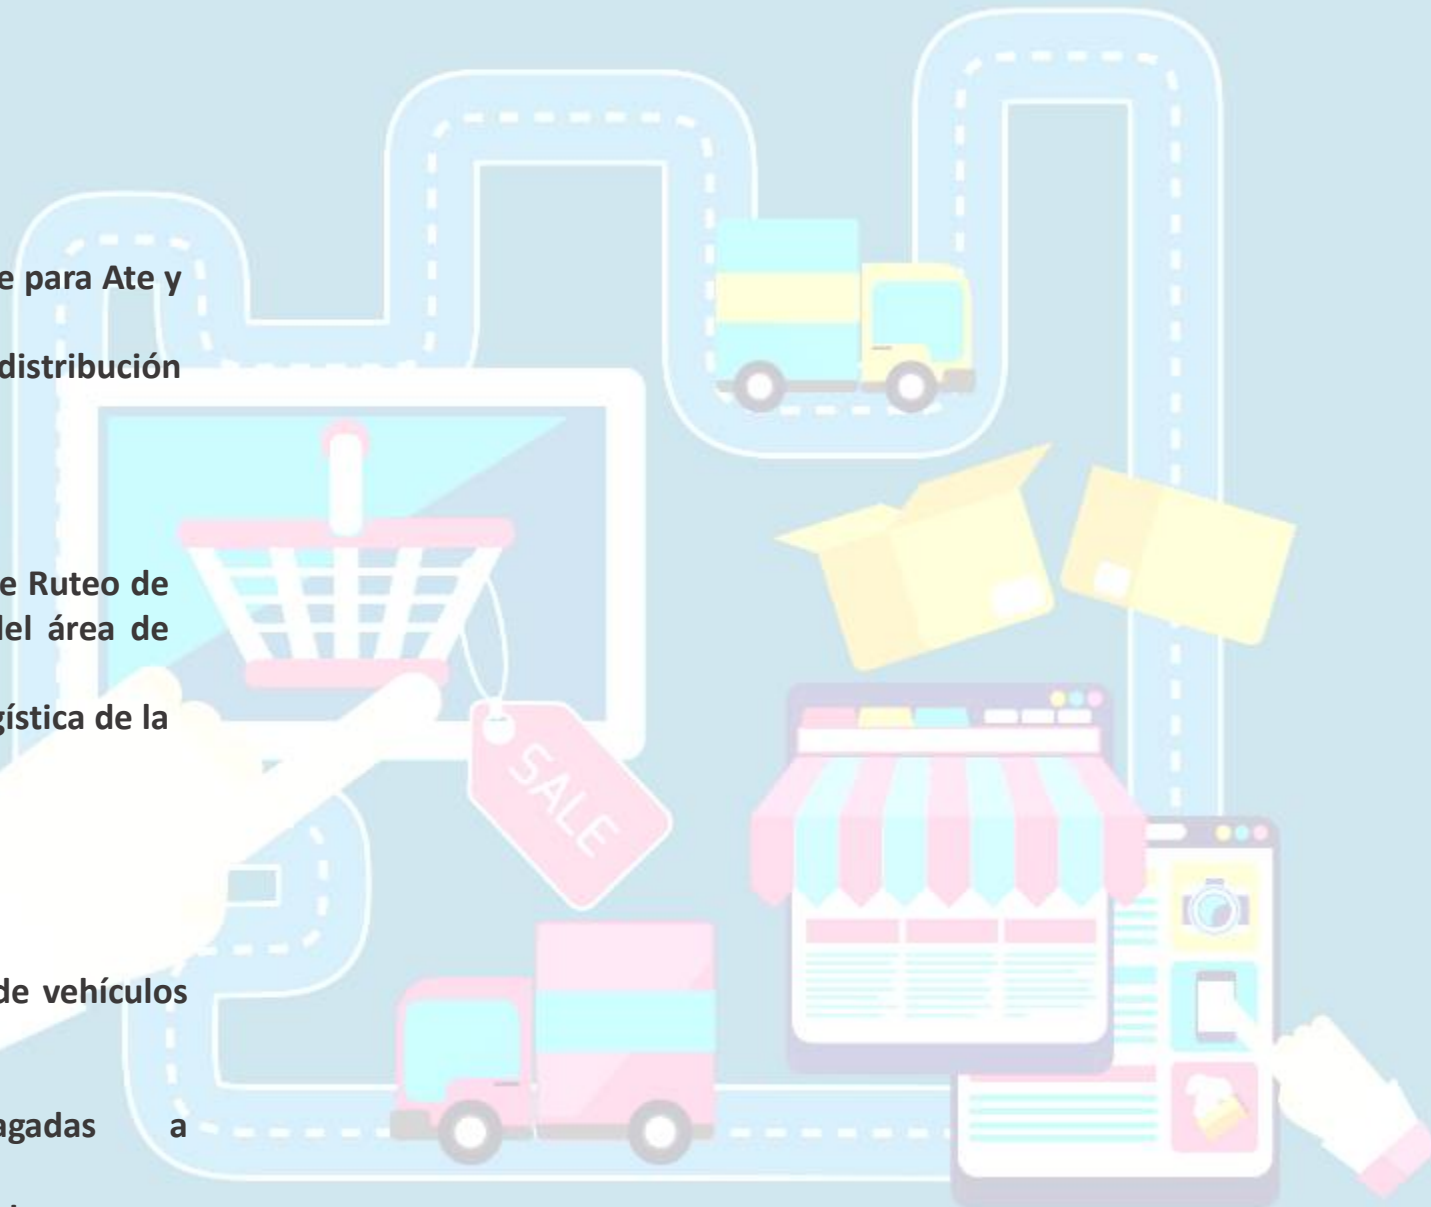 e para Ate y
distribución
e Ruteo de
del área de
gística de la
SALE
de vehículos
agadas a